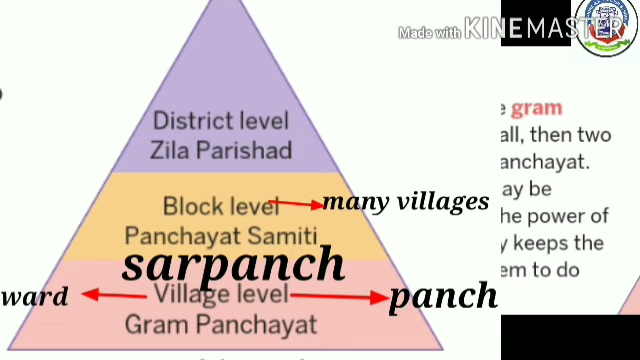 Made with KINEMASTER
District level
Zila Parishad
Block level
many villages
Panchayat Samiti
sarpanch
ward
Village level
panch
Gram Panchayat
gram
all, then two
anchayat.
ay be
he power of
y keeps the
em to do